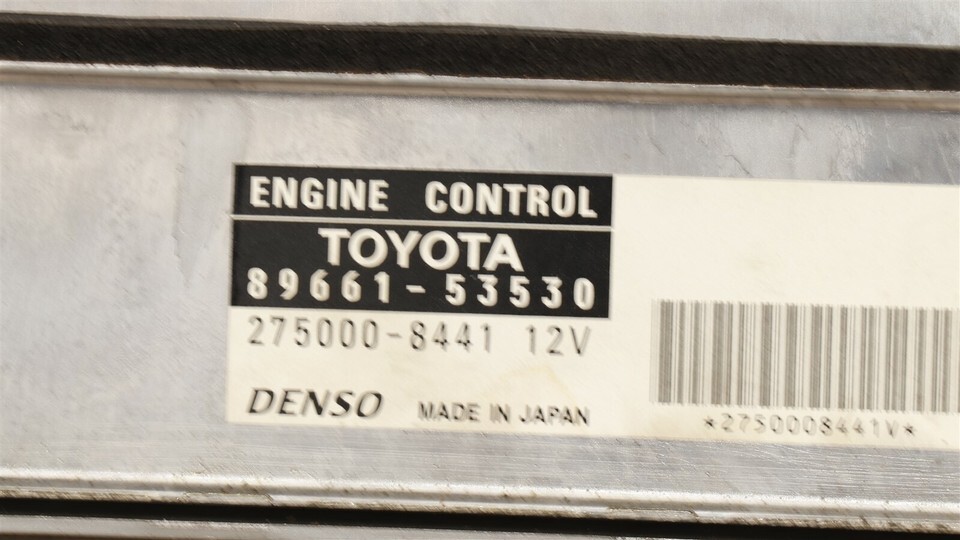 ENGINE CONTROL
TOYOTA
89661-53530
275000-8441 12V
DENSO MADE IN JAPAN
*2750008441V*